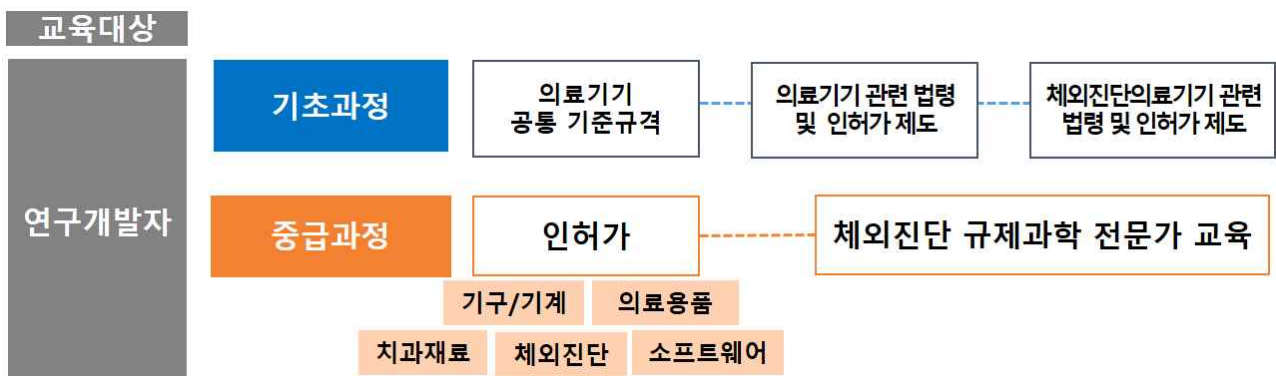 교육대상
연구개발자
기초과정
의료기기
공통 기준규격
의료기기 관련 법령
및 인허가 제도
체외진단의료기기 관련
법령 및 인허가 제도
중급과정
인허가
체외진단 규제과학 전문가 교육
기구/기계
의료용품
치과재료
체외진단
소프트웨어